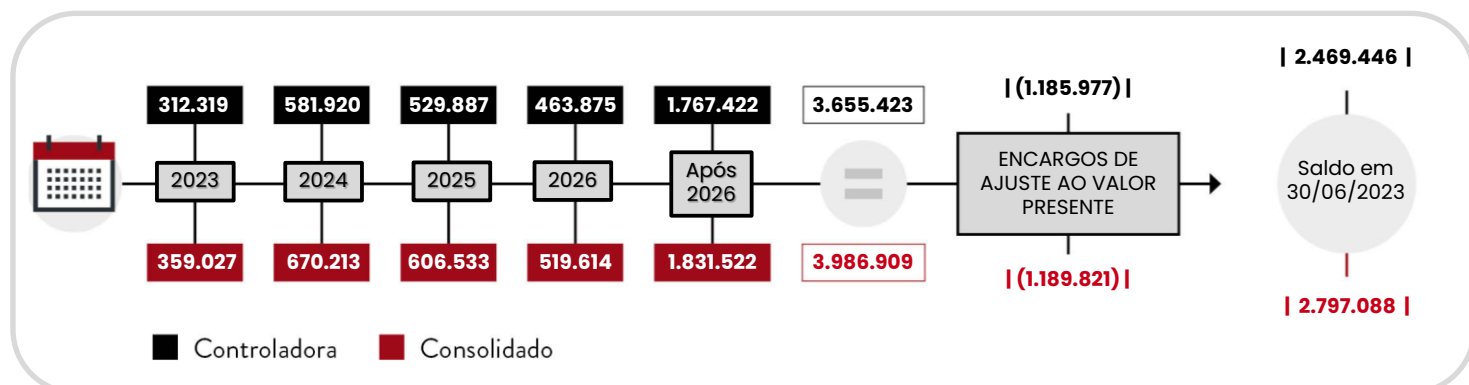 | 2.469.446 |
312.319 581.920 529.887 463.875 1.767.422 3.655.423 | (1.185.977) |
2023 2024 2025 2026 Após
2026
ENCARGOS DE
AJUSTE AO VALOR
PRESENTE
Saldo em
30/06/2023
359.027 670.213 606.533 519.614 1.831.522 3.986.909 | (1.189.821) |
| 2.797.088 |
Controladora Consolidado